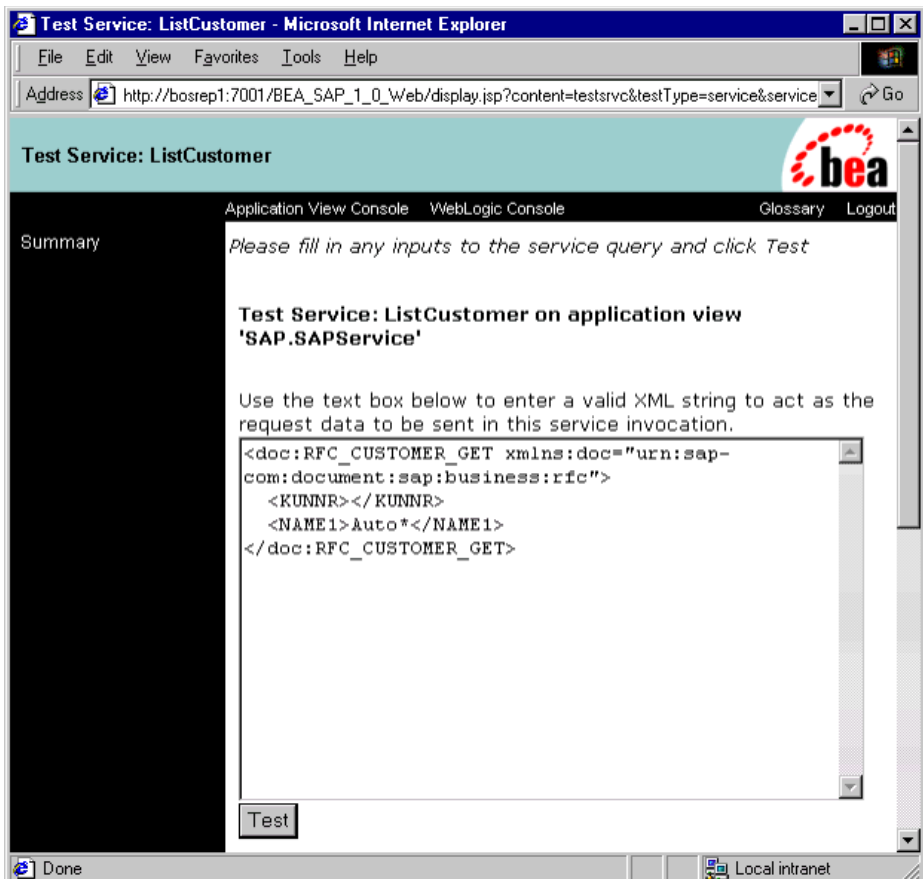 Test Service: ListCustomer - Microsoft Internet Explorer
File Edit View Favorites Tools Help
Address http://bosrep1:7001/BEA_SAP_1_0_Web/display.jsp?content=testsrvc&testType=service&service Go
Test Service: ListCustomer
bea
Application View Console WebLogic Console Glossary Logout
Summary
Please fill in any inputs to the service query and click Test
Test Service: ListCustomer on application view
'SAP.SAPService'
Use the text box below to enter a valid XML string to act as the
request data to be sent in this service invocation.
<doc:RFC_CUSTOMER_GET xmlns:doc="urn:sap-
com:document:sap:business:rfc">
<KUNNR></KUNNR>
<NAME1>Auto*</NAME1>
</doc:RFC_CUSTOMER_GET>
Test
Done Local intranet